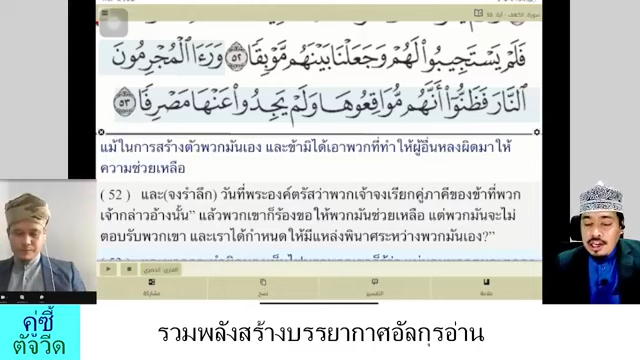 سورة الكهف - آية: 55
فَلَمْ يَسْتَجِيبُوا۟ لَهُمْ وَجَعَلْنَا بَيْنَهُم مَّوْبِقًا ٥٢ وَرَءَا ٱلْمُجْرِمُونَ
ٱلنَّارَ فَظَنُّوٓا۟ أَنَّهُم مُّوَاقِعُوهَا وَلَمْ يَجِدُوا۟ عَنْهَا مَصْرِفًا ٥٣
แม้ในการสร้างตัวพวกมันเอง และข้ามิได้เอาพวกที่ทำให้ผู้อื่นหลงผิดมาให้
ความช่วยเหลือ
( 52 ) และ(จงรำลึก) วันที่พระองค์ตรัสว่าพวกเจ้าจงเรียกคู่ภาคีของข้าที่พวก
เจ้ากล่าวอ้างนั้น” แล้วพวกเขาก็ร้องขอให้พวกมันช่วยเหลือ แต่พวกมันจะไม่
ตอบรับพวกเขา และเราได้กำหนดให้มีแหล่งพินาศระหว่างพวกมันเอง?”
القارئ: الحصري
مشاركة نسخ التفسير علامة
คู่ซี้
ตัจวีด
รวมพลังสร้างบรรยากาศอัลกุรอ่าน